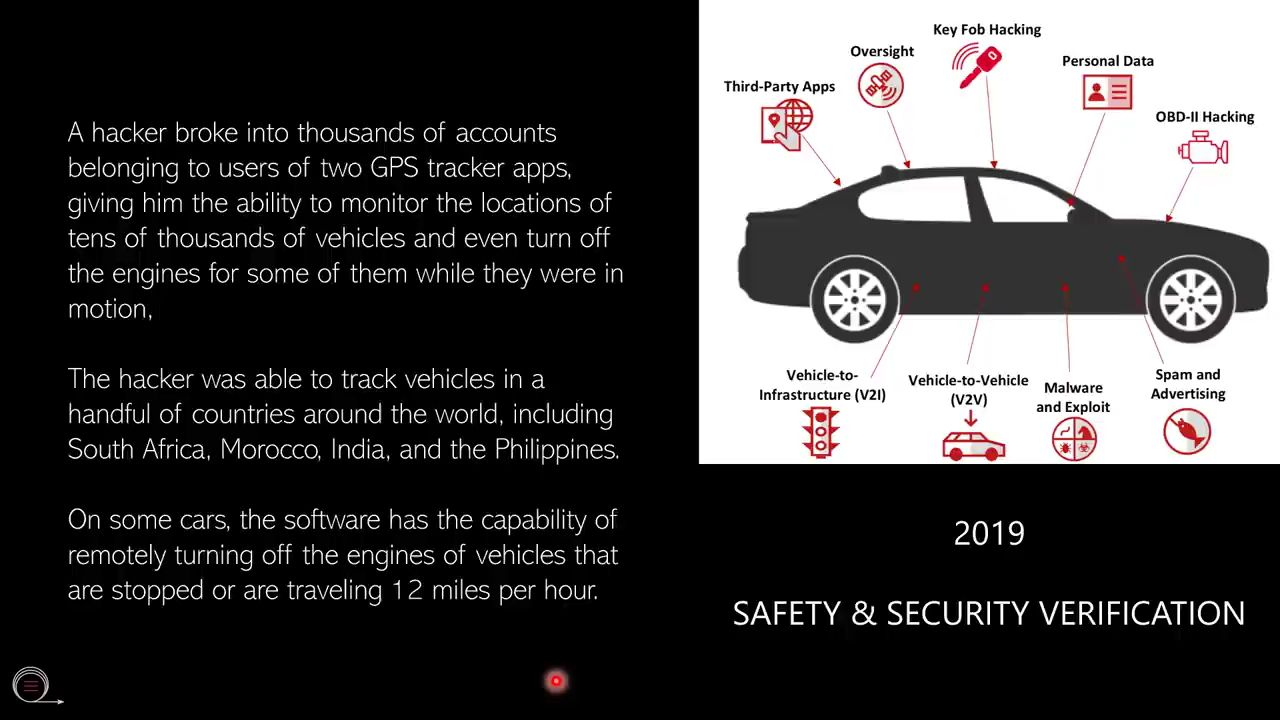 A hacker broke into thousands of accounts
belonging to users of two GPS tracker apps,
giving him the ability to monitor the locations of
tens of thousands of vehicles and even turn off
the engines for some of them while they were in
motion,
The hacker was able to track vehicles in a
handful of countries around the world, including
South Africa, Morocco, India, and the Philippines.
On some cars, the software has the capability of
remotely turning off the engines of vehicles that
are stopped or are traveling 12 miles per hour.
Key Fob Hacking
Oversight
Personal Data
Third-Party Apps
OBD-II Hacking
Vehicle-to-
Infrastructure (V2I)
Vehicle-to-Vehicle
(V2V)
Malware
and Exploit
Spam and
Advertising
2019
SAFETY & SECURITY VERIFICATION